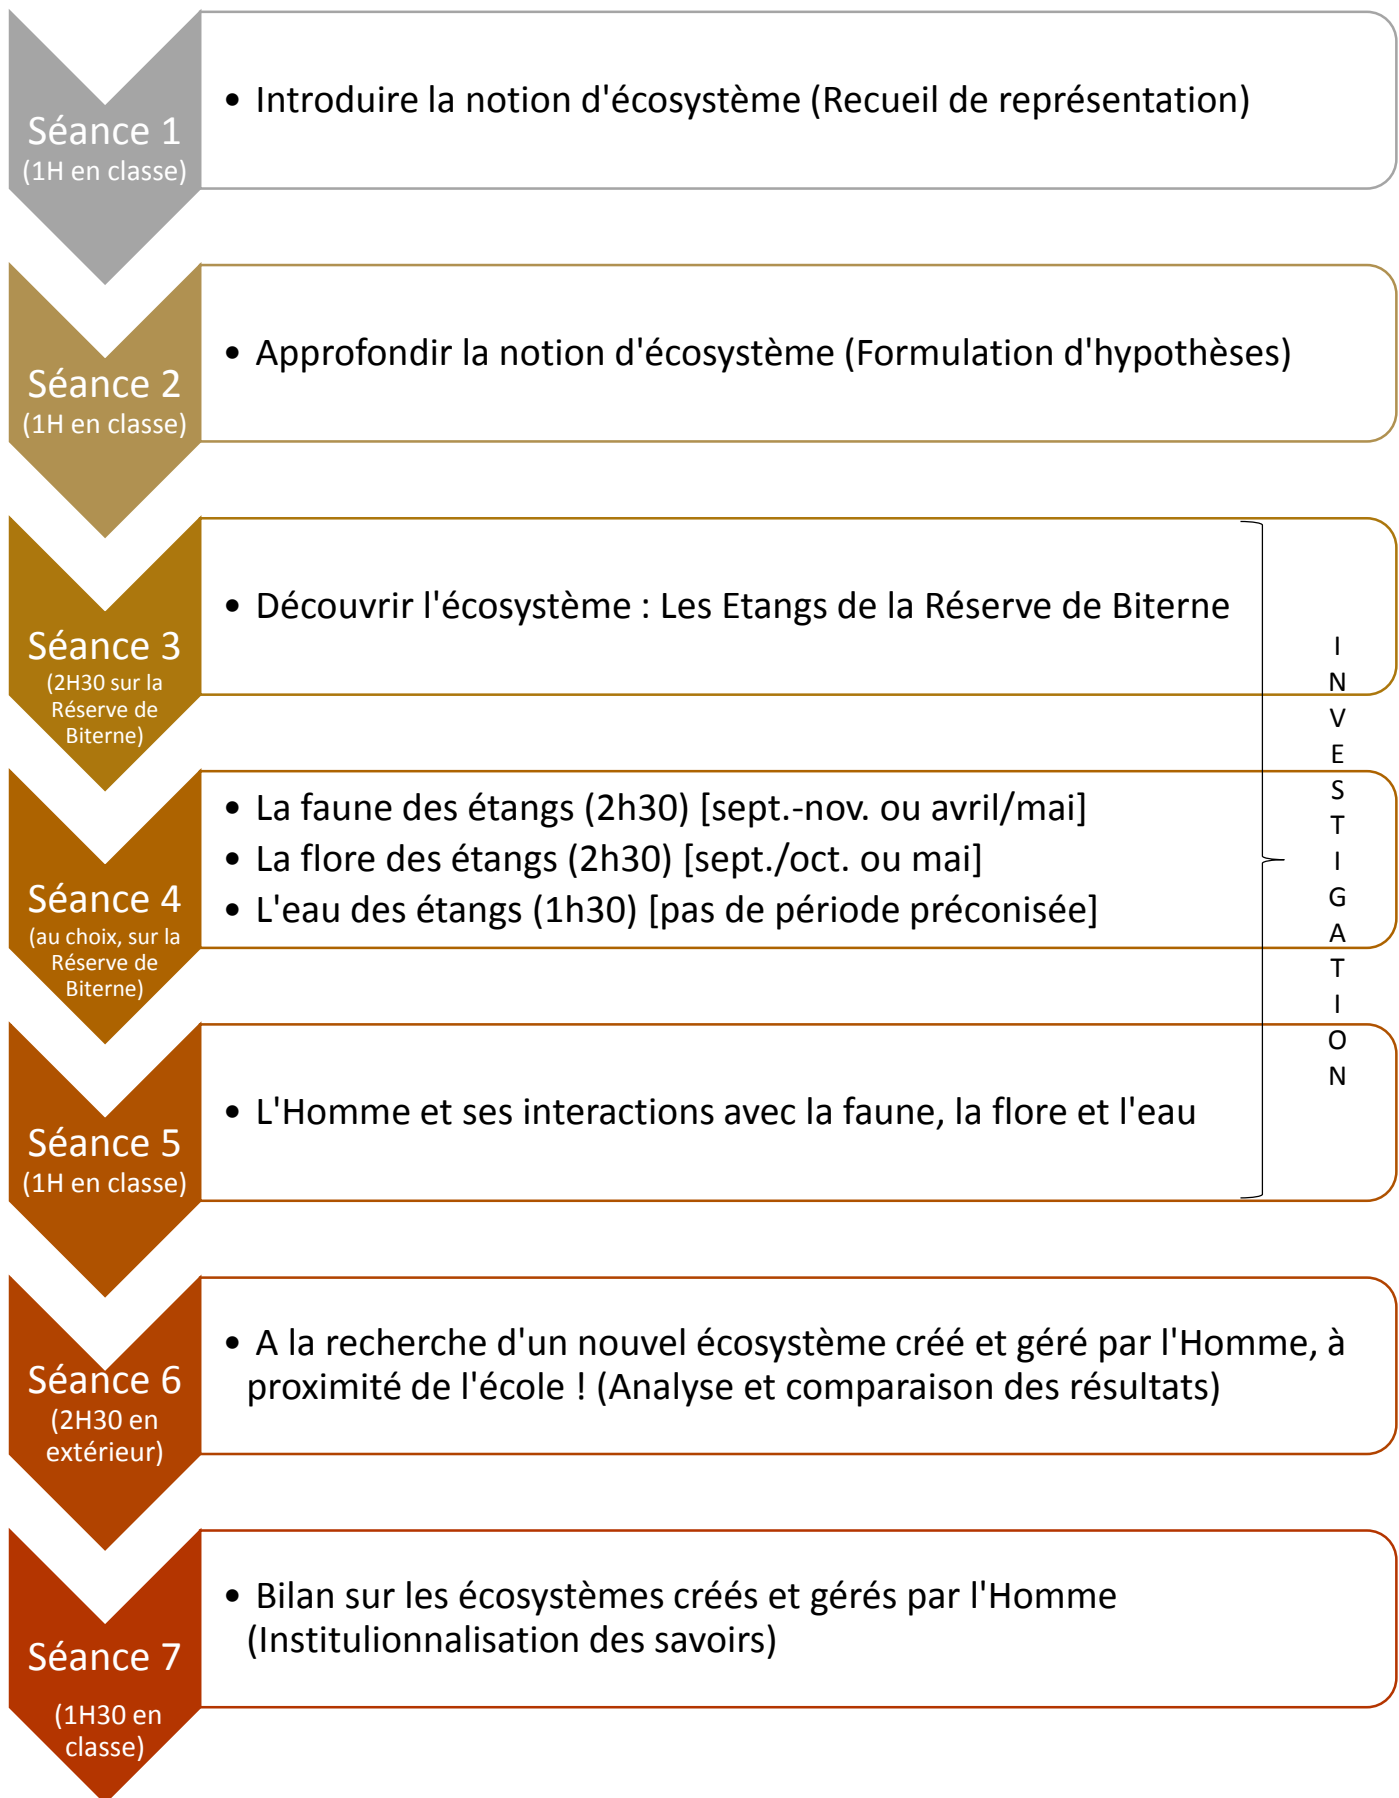 Séance 1
(1H en classe)
• Introduire la notion d'écosystème (Recueil de représentation)
Séance 2
(1H en classe)
• Approfondir la notion d'écosystème (Formulation d'hypothèses)
Séance 3
(2H30 sur la
Réserve de
Biterne)
• Découvrir l'écosystème : Les Etangs de la Réserve de Biterne
Séance 4
(au choix, sur la
Réserve de
Biterne)
• La faune des étangs (2h30) [sept.-nov. ou avril/mai]
• La flore des étangs (2h30) [sept./oct. ou mai]
• L'eau des étangs (1h30) [pas de période préconisée]
Séance 5
(1H en classe)
• L'Homme et ses interactions avec la faune, la flore et l'eau
I
N
V
E
S
T
I
G
A
T
I
O
N
Séance 6
(2H30 en
extérieur)
• A la recherche d'un nouvel écosystème créé et géré par l'Homme, à
proximité de l'école ! (Analyse et comparaison des résultats)
Séance 7
(1H30 en
classe)
• Bilan sur les écosystèmes créés et gérés par l'Homme
(Institulionnalisation des savoirs)